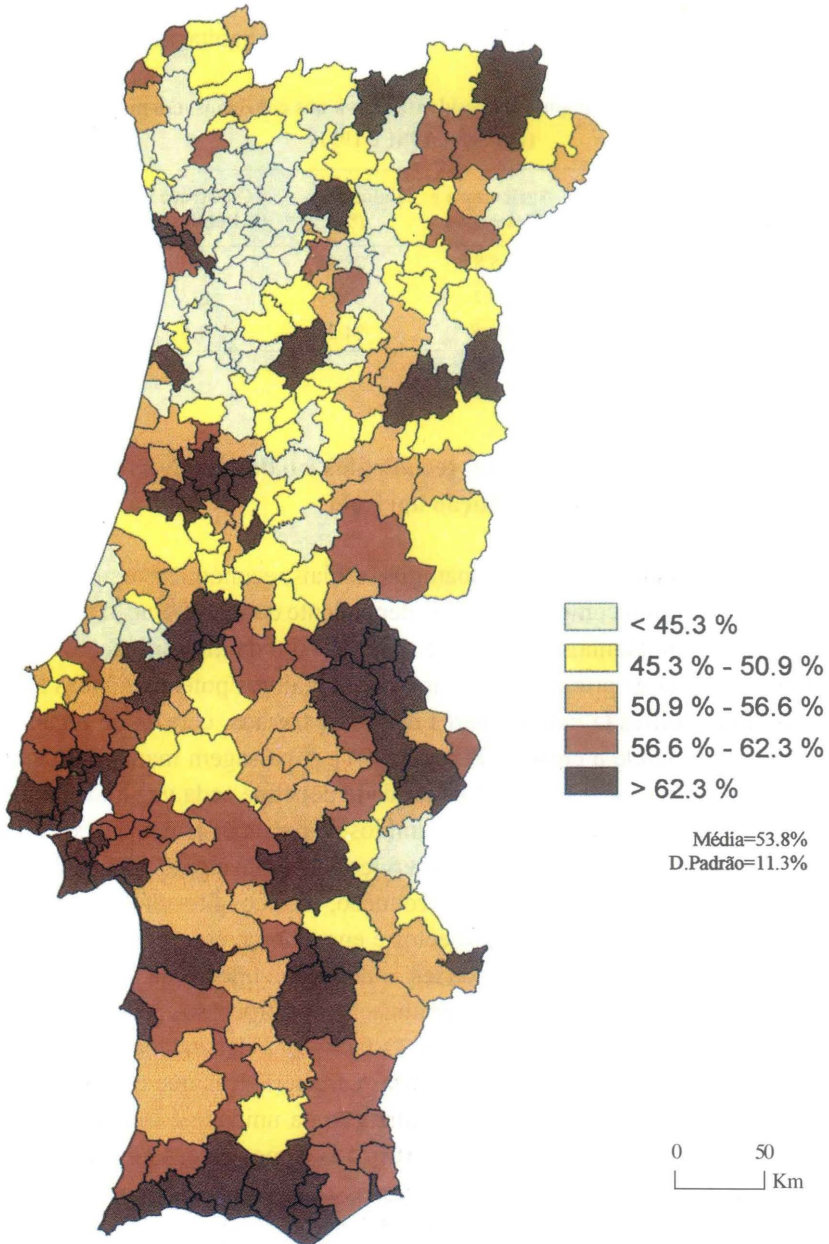 < 45.3 %
45.3 % - 50.9 %
50.9 % - 56.6 %
56.6 % - 62.3 %
> 62.3 %
Média=53.8%
D.Padrão=11.3%
0 50
Km